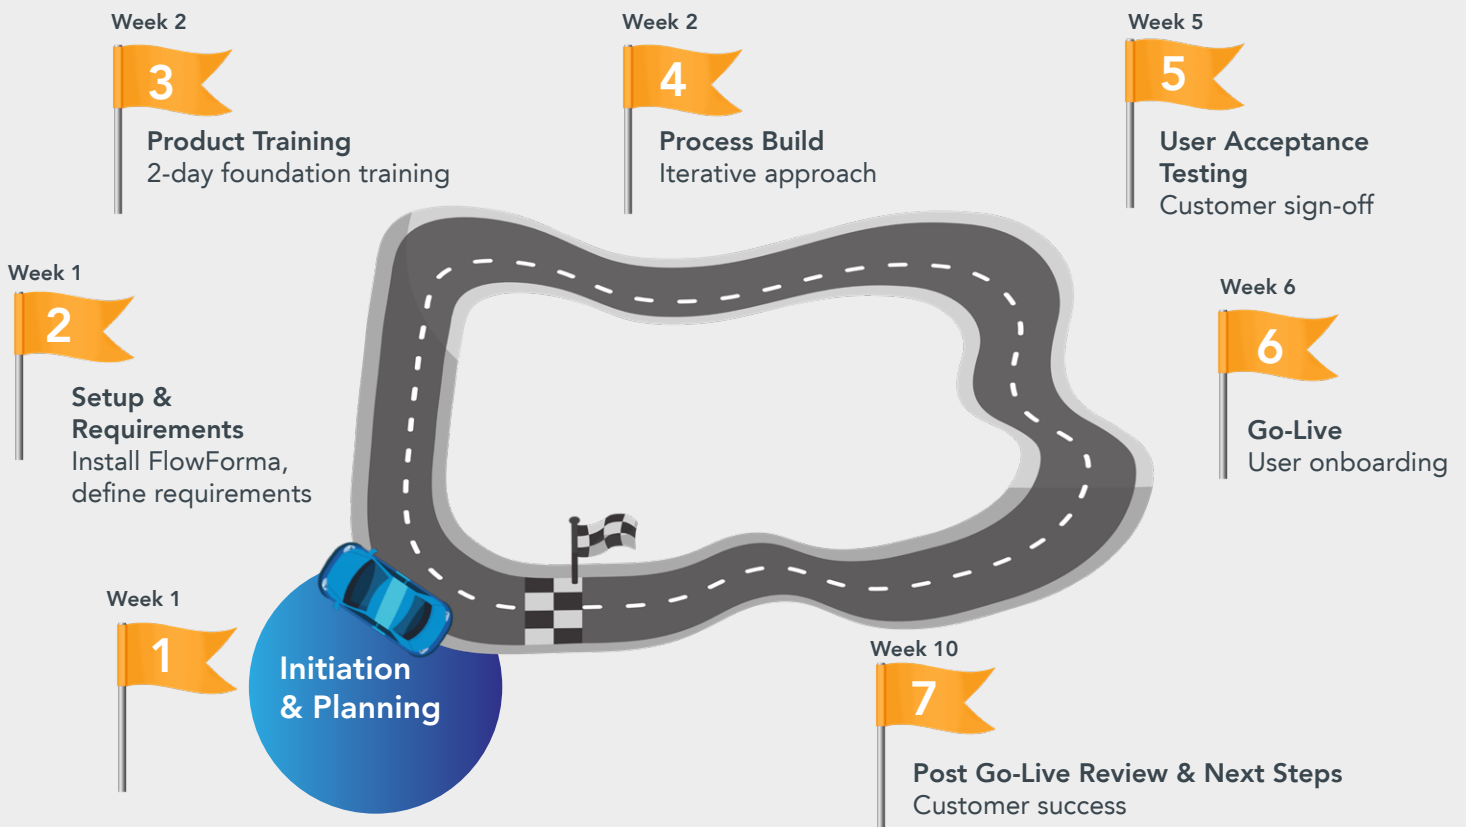 Week 2
3
Product Training
2-day foundation training
Week 2
4
Process Build
Iterative approach
Week 5
5
User Acceptance
Testing
Customer sign-off
Week 1
2
Setup &
Requirements
Install FlowForma,
define requirements
Week 6
6
Go-Live
User onboarding
Week 1
1
Initiation
& Planning
Week 10
7
Post Go-Live Review & Next Steps
Customer success